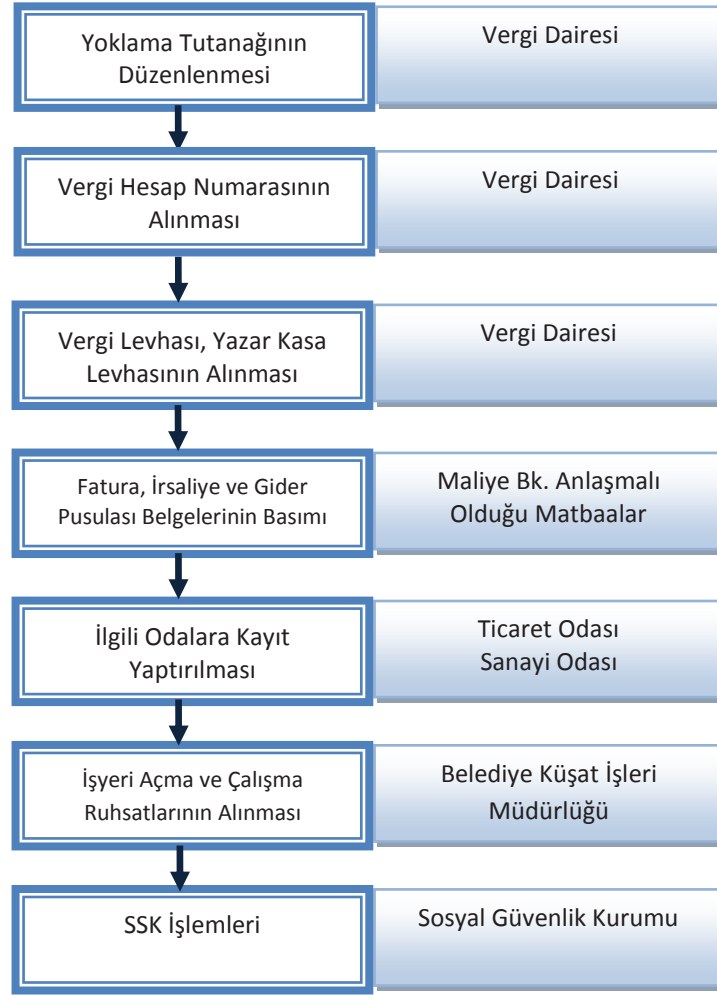 Yoklama Tutanağının
Düzenlenmesi
Vergi Dairesi
Vergi Hesap Numarasının
Alınması
Vergi Dairesi
Vergi Levhası, Yazar Kasa
Levhasının Alınması
Vergi Dairesi
Fatura, İrsaliye ve Gider
Pusulası Belgelerinin Basımı
Maliye Bk. Anlaşmalı
Olduğu Matbaalar
İlgili Odalara Kayıt
Yaptırılması
Ticaret Odası
Sanayi Odası
İşyeri Açma ve Çalışma
Ruhsatlarının Alınması
Belediye Küşat İşleri
Müdürlüğü
SSK İşlemleri
Sosyal Güvenlik Kurumu